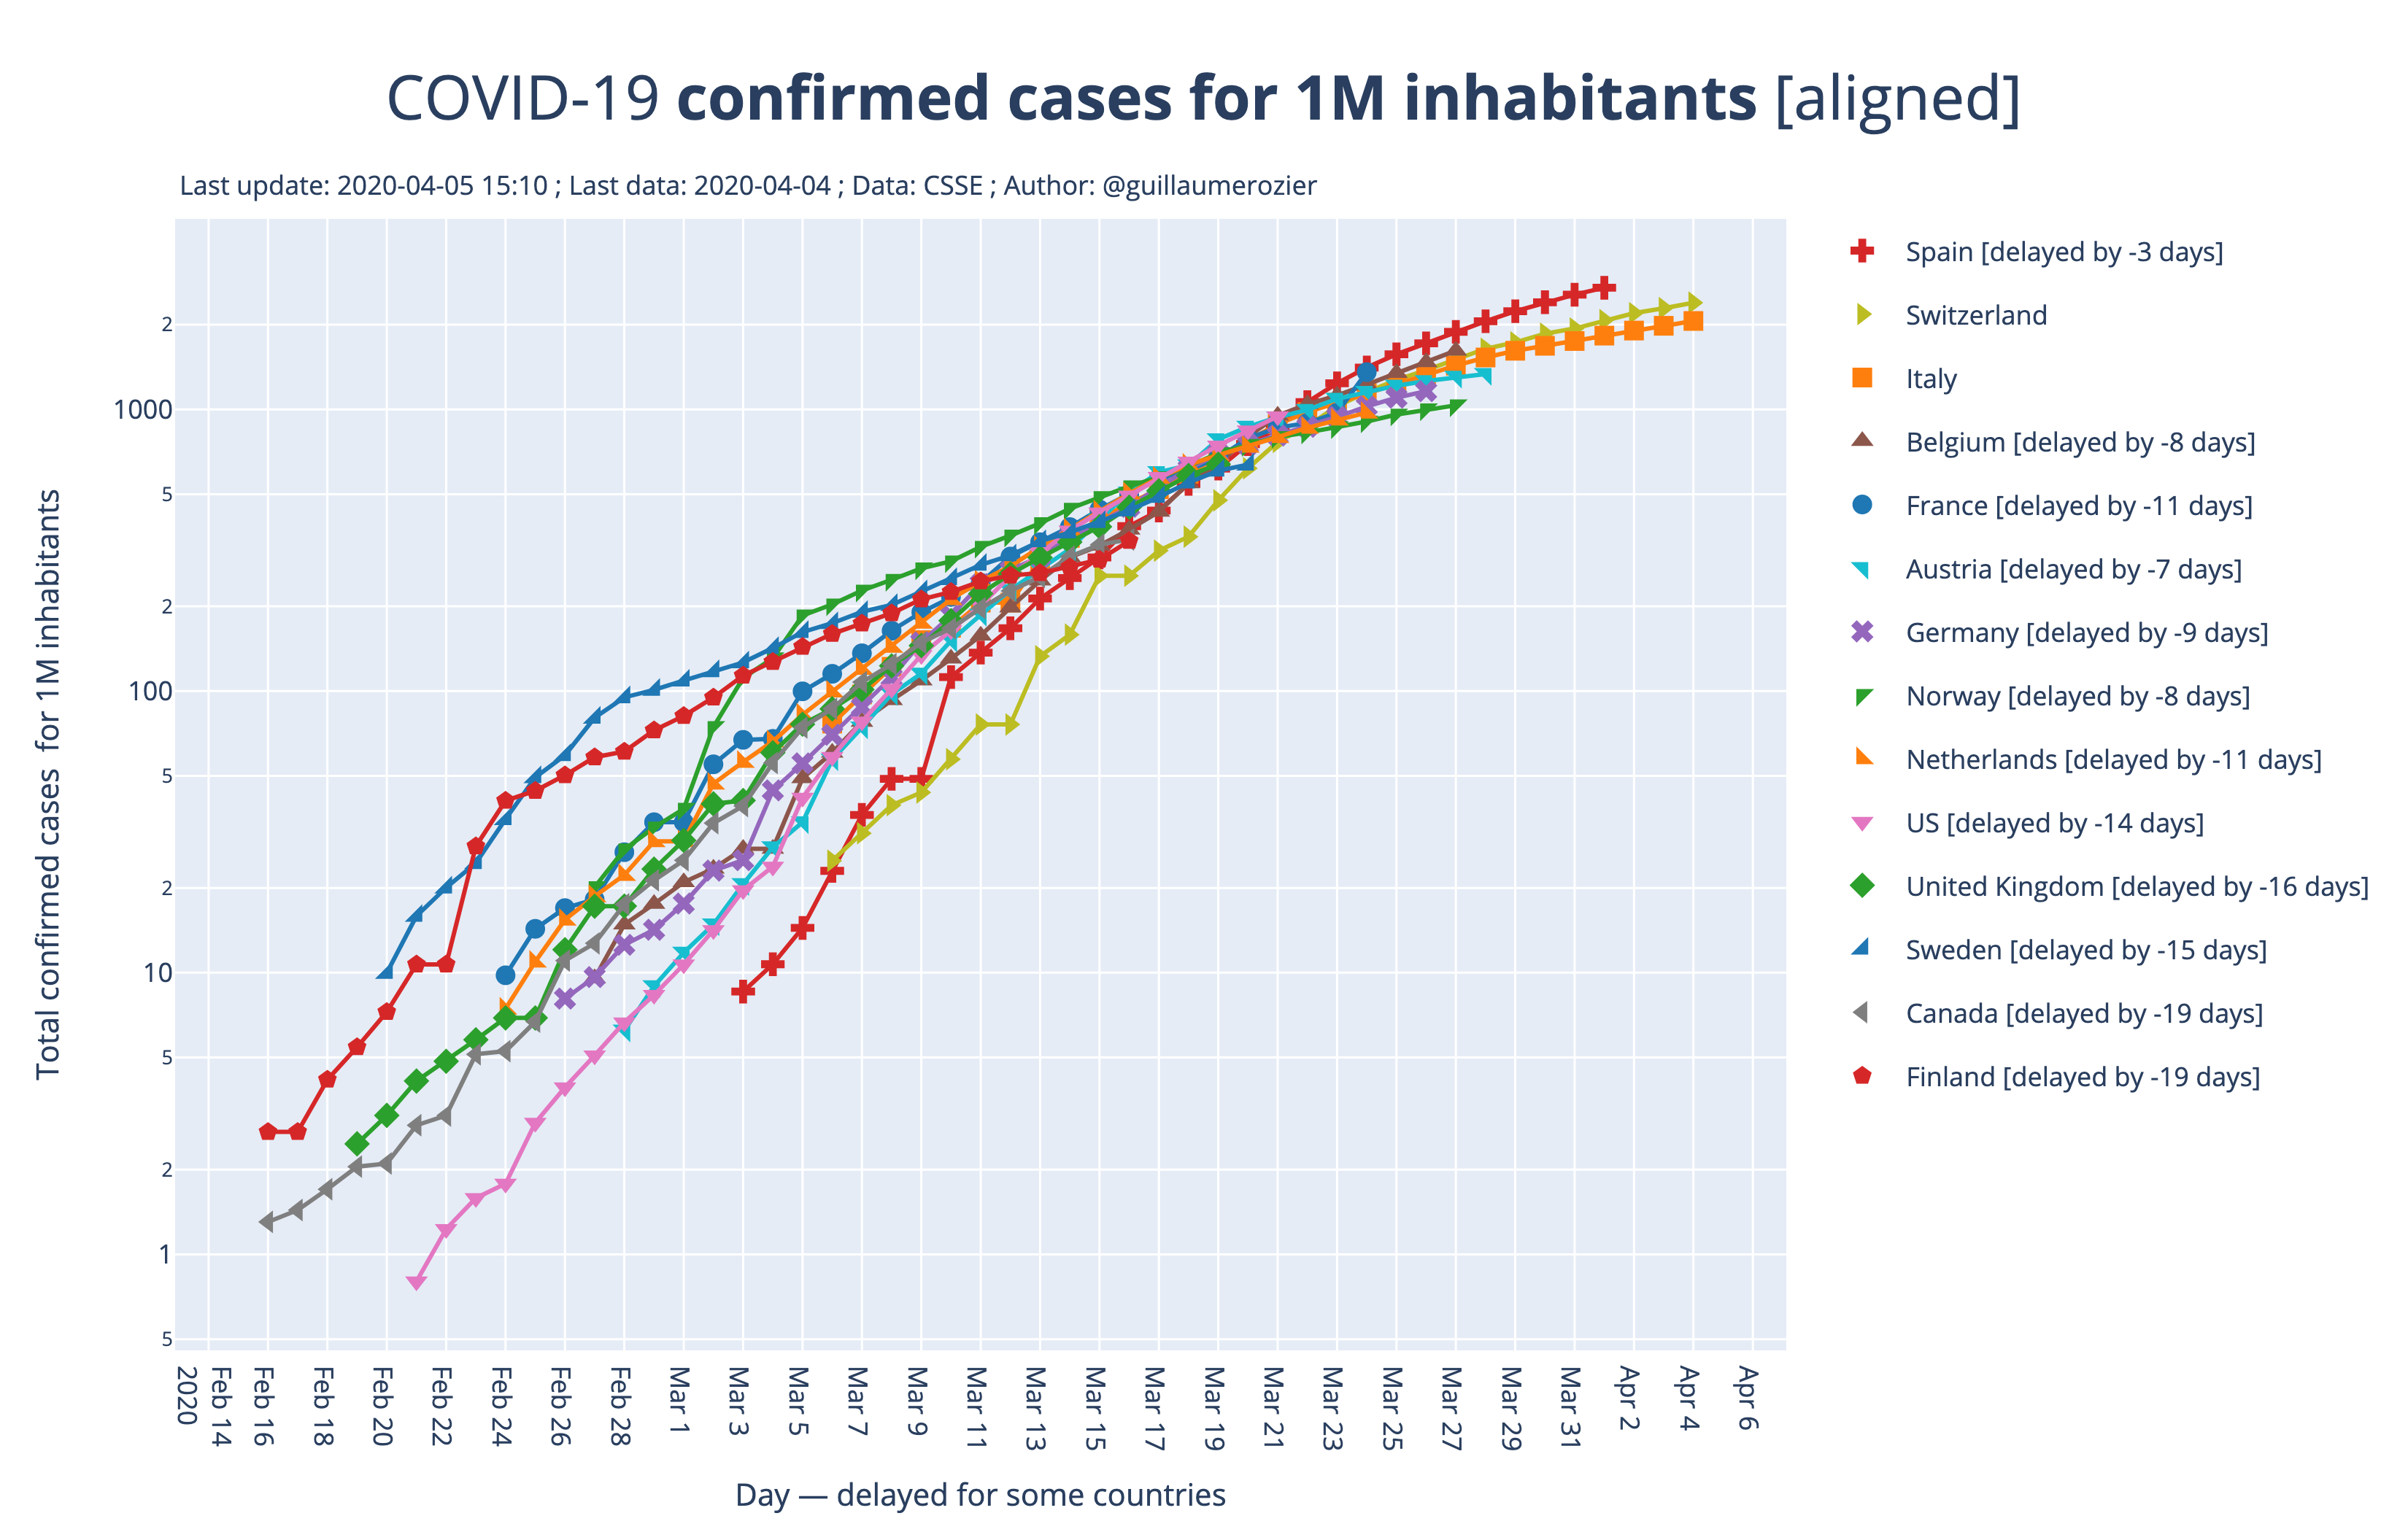 COVID-19 confirmed cases for 1M inhabitants [aligned]
Last update: 2020-04-05 15:10 ; Last data: 2020-04-04 ; Data: CSSE ; Author: @guillaumerozier
Total confirmed cases for 1M inhabitants
2
1000
5
2
100
5
2
10
5
2
1
5
Feb 14
2020
Feb 16
Feb 18
Feb 20
Feb 22
Feb 24
Feb 26
Feb 28
Mar 1
Mar 3
Mar 5
Mar 7
Mar 9
Mar 11
Mar 13
Mar 15
Mar 17
Mar 19
Mar 21
Mar 23
Mar 25
Mar 27
Mar 29
Mar 31
Apr 2
Apr 4
Apr 6
Day — delayed for some countries
Spain [delayed by -3 days]
Switzerland
Italy
Belgium [delayed by -8 days]
France [delayed by -11 days]
Austria [delayed by -7 days]
Germany [delayed by -9 days]
Norway [delayed by -8 days]
Netherlands [delayed by -11 days]
US [delayed by -14 days]
United Kingdom [delayed by -16 days]
Sweden [delayed by -15 days]
Canada [delayed by -19 days]
Finland [delayed by -19 days]